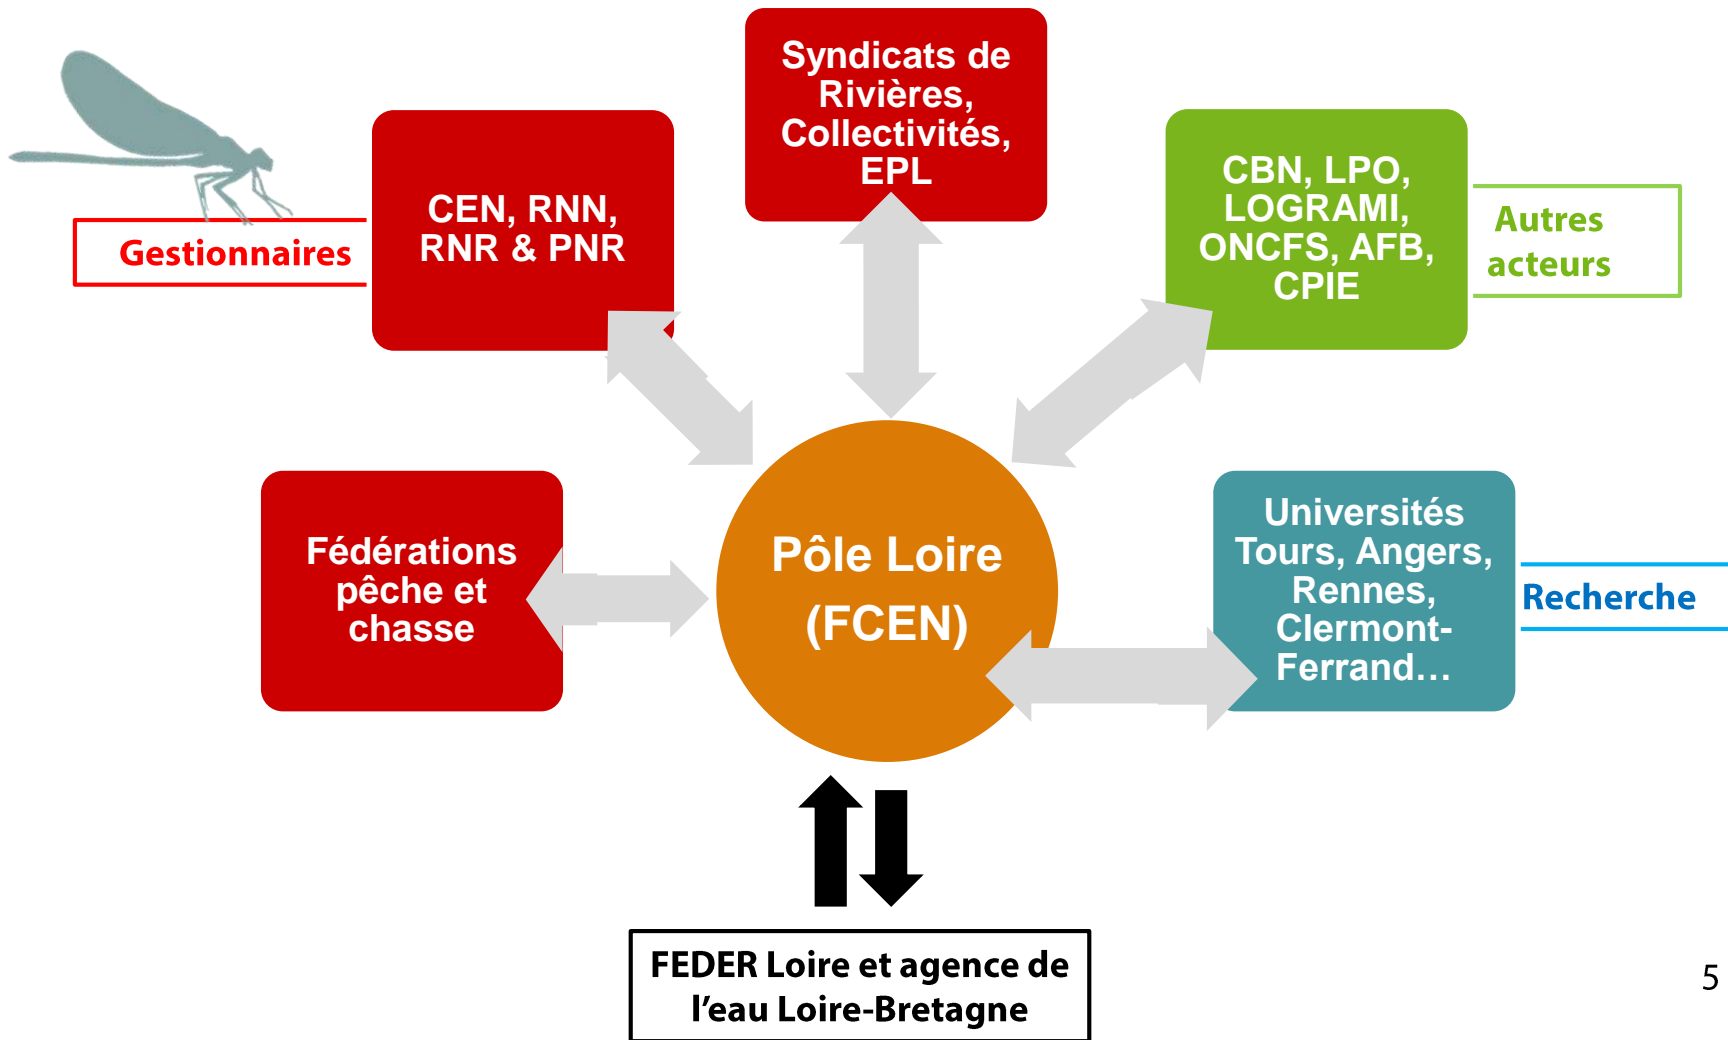 Syndicats de
Rivières,
Collectivités,
EPL
Gestionnaires
CEN, RNN,
RNR & PNR
CBN, LPO,
LOGRAMI,
ONCFS, AFB,
CPIE
Autres
acteurs
Fédérations
pêche et
chasse
Pôle Loire
(FCEN)
Universités
Tours, Angers,
Rennes,
Clermont-
Ferrand…
Recherche
FEDER Loire et agence de
l’eau Loire-Bretagne
5